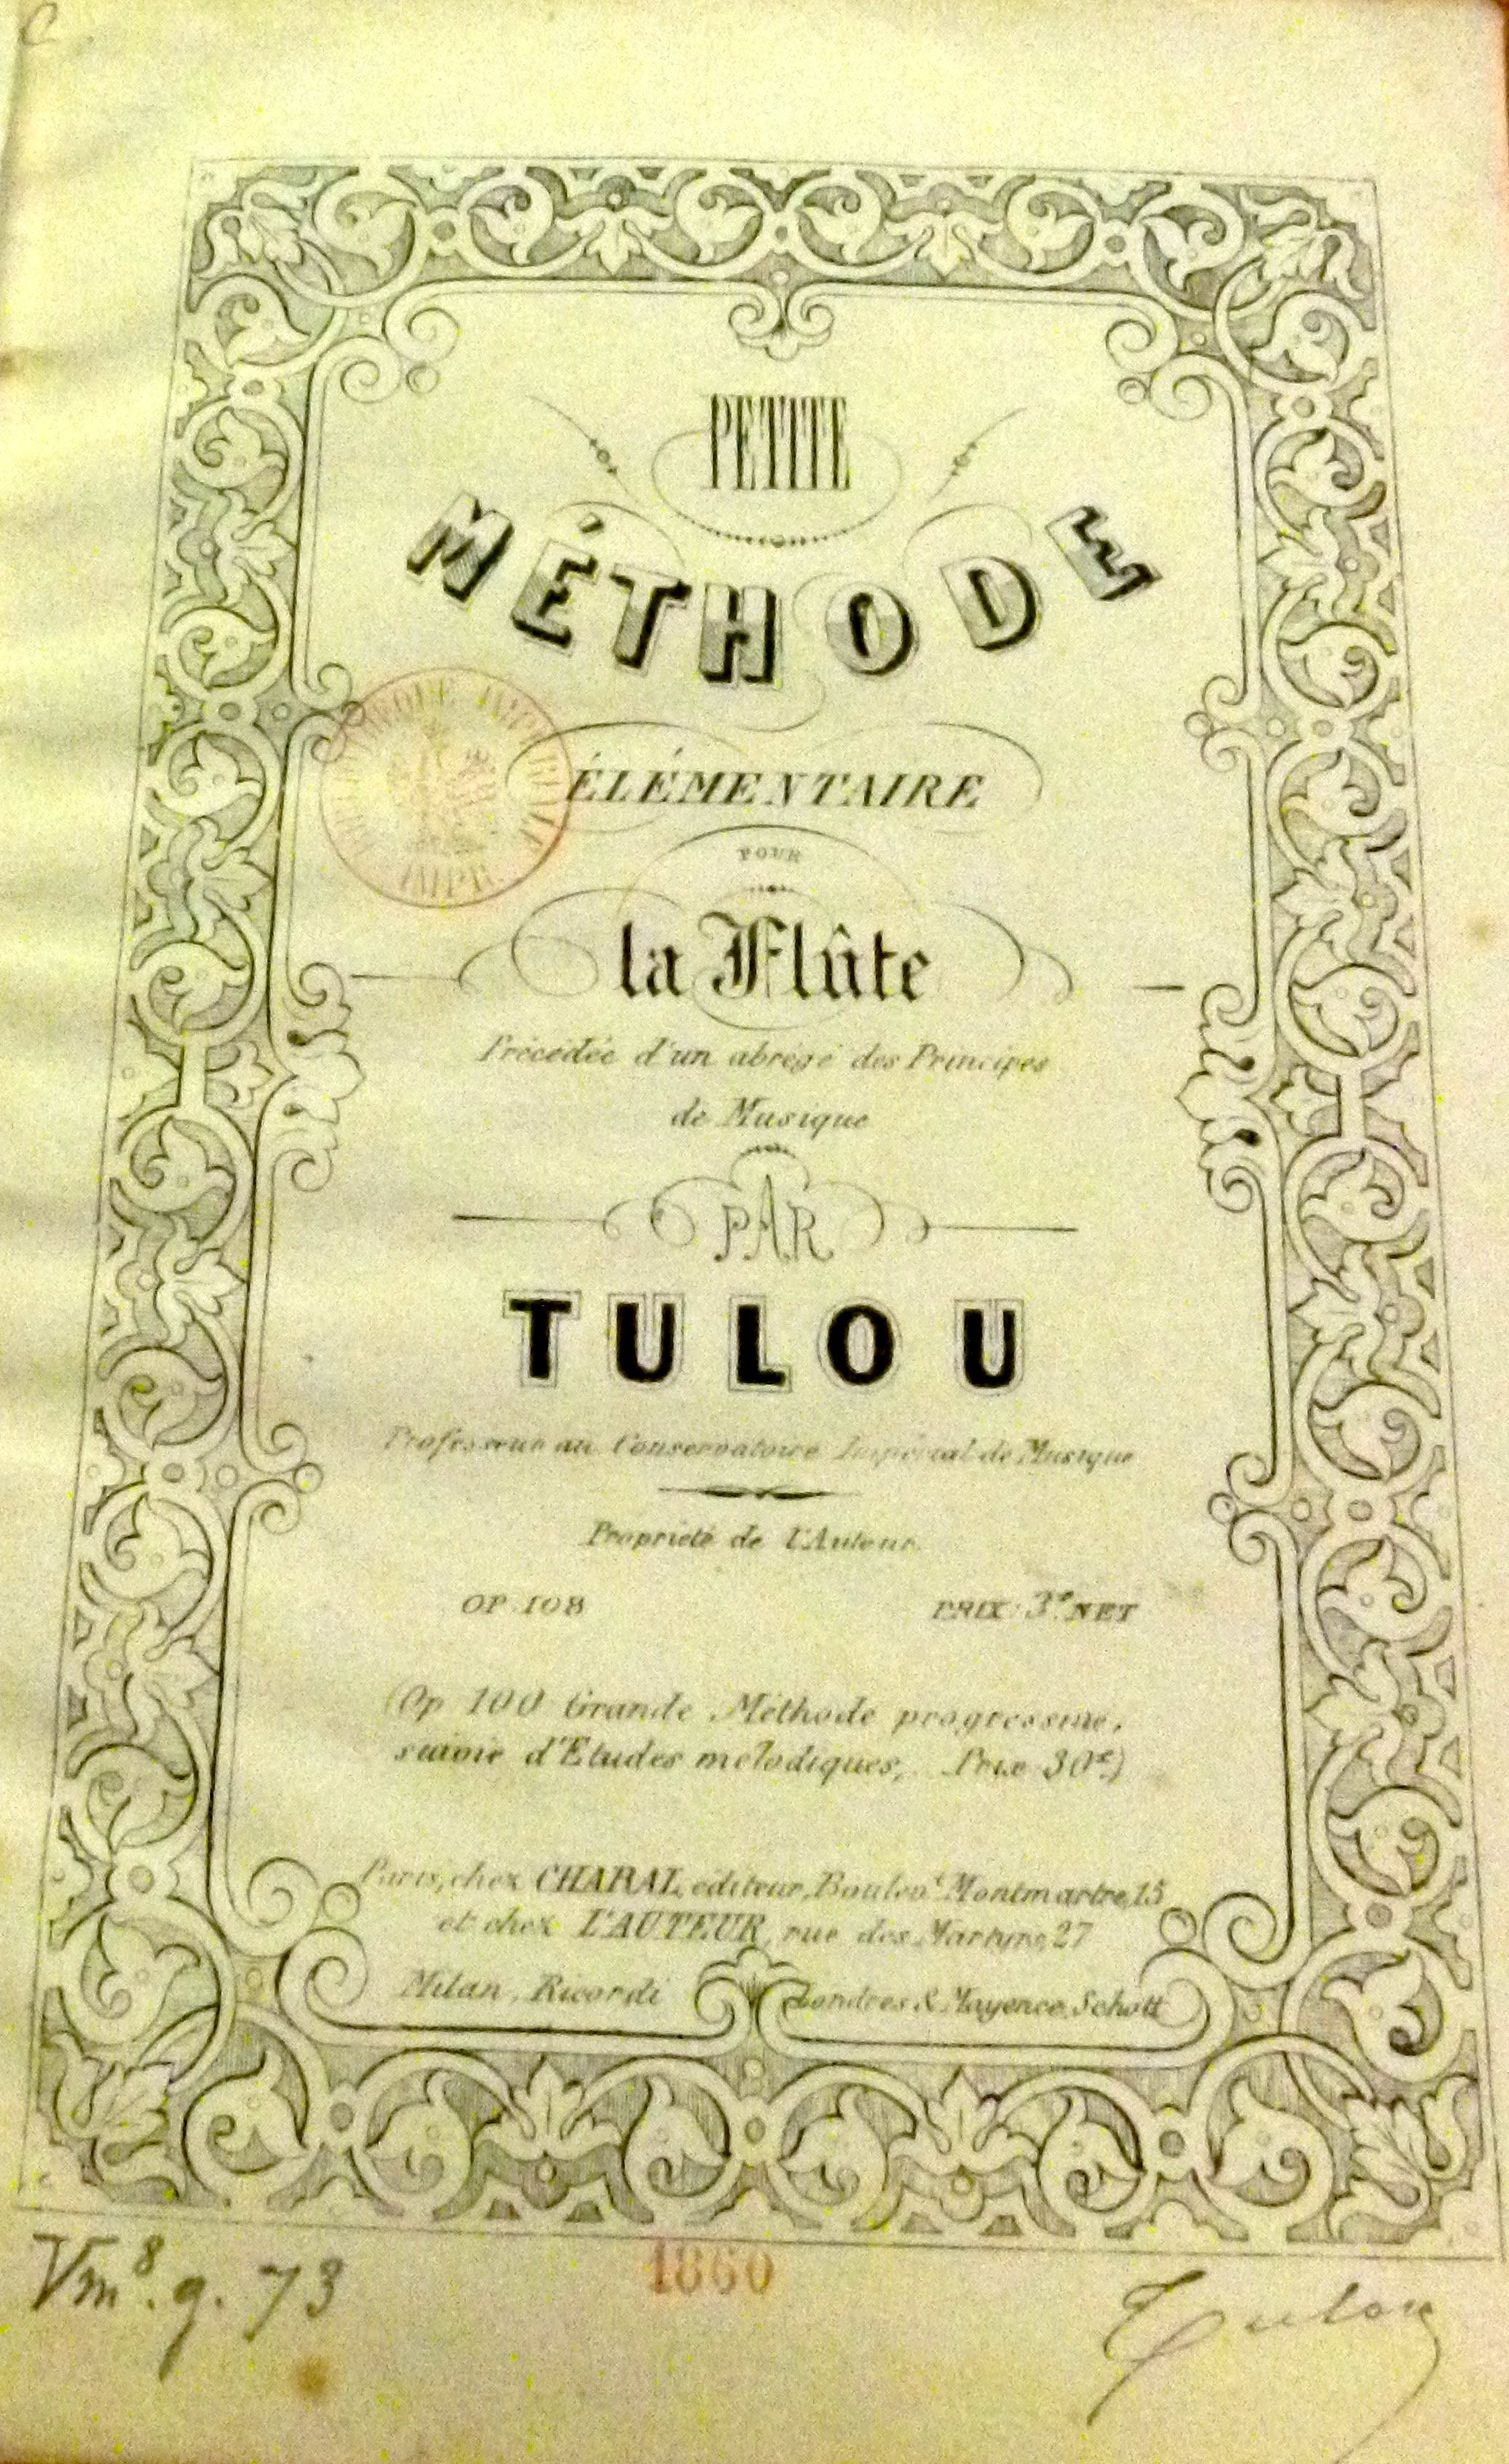 PETITE
MÉTHODE
ÉLÉMENTAIRE
POUR
la Flûte
Précédée d'un abrégé des Principes
de Musique
PAR
TULOU
Professeur au Conservatoire Impérial de Musique
Propriété de l'Auteur
OP. 108 PRIX: 3f. NET
(Op 100 Grande Méthode progressive,
suivie d'Etudes mélodiques, Prix 30f.)
Paris, chez CHABAL, éditeur, Boulevt. Montmartre, 15
et chez L'AUTEUR, rue des Martyrs, 27
Milan, Ricordi Londres & Mayence, Schott
Vm8. g. 73
1860
Tulou